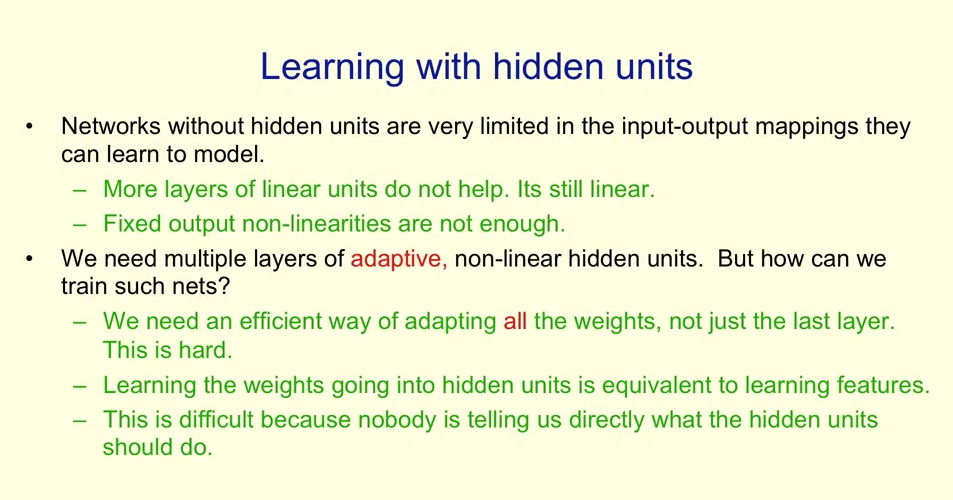 Learning with hidden units
• Networks without hidden units are very limited in the input-output mappings they
can learn to model.
– More layers of linear units do not help. Its still linear.
– Fixed output non-linearities are not enough.
• We need multiple layers of adaptive, non-linear hidden units. But how can we
train such nets?
– We need an efficient way of adapting all the weights, not just the last layer.
This is hard.
– Learning the weights going into hidden units is equivalent to learning features.
– This is difficult because nobody is telling us directly what the hidden units
should do.